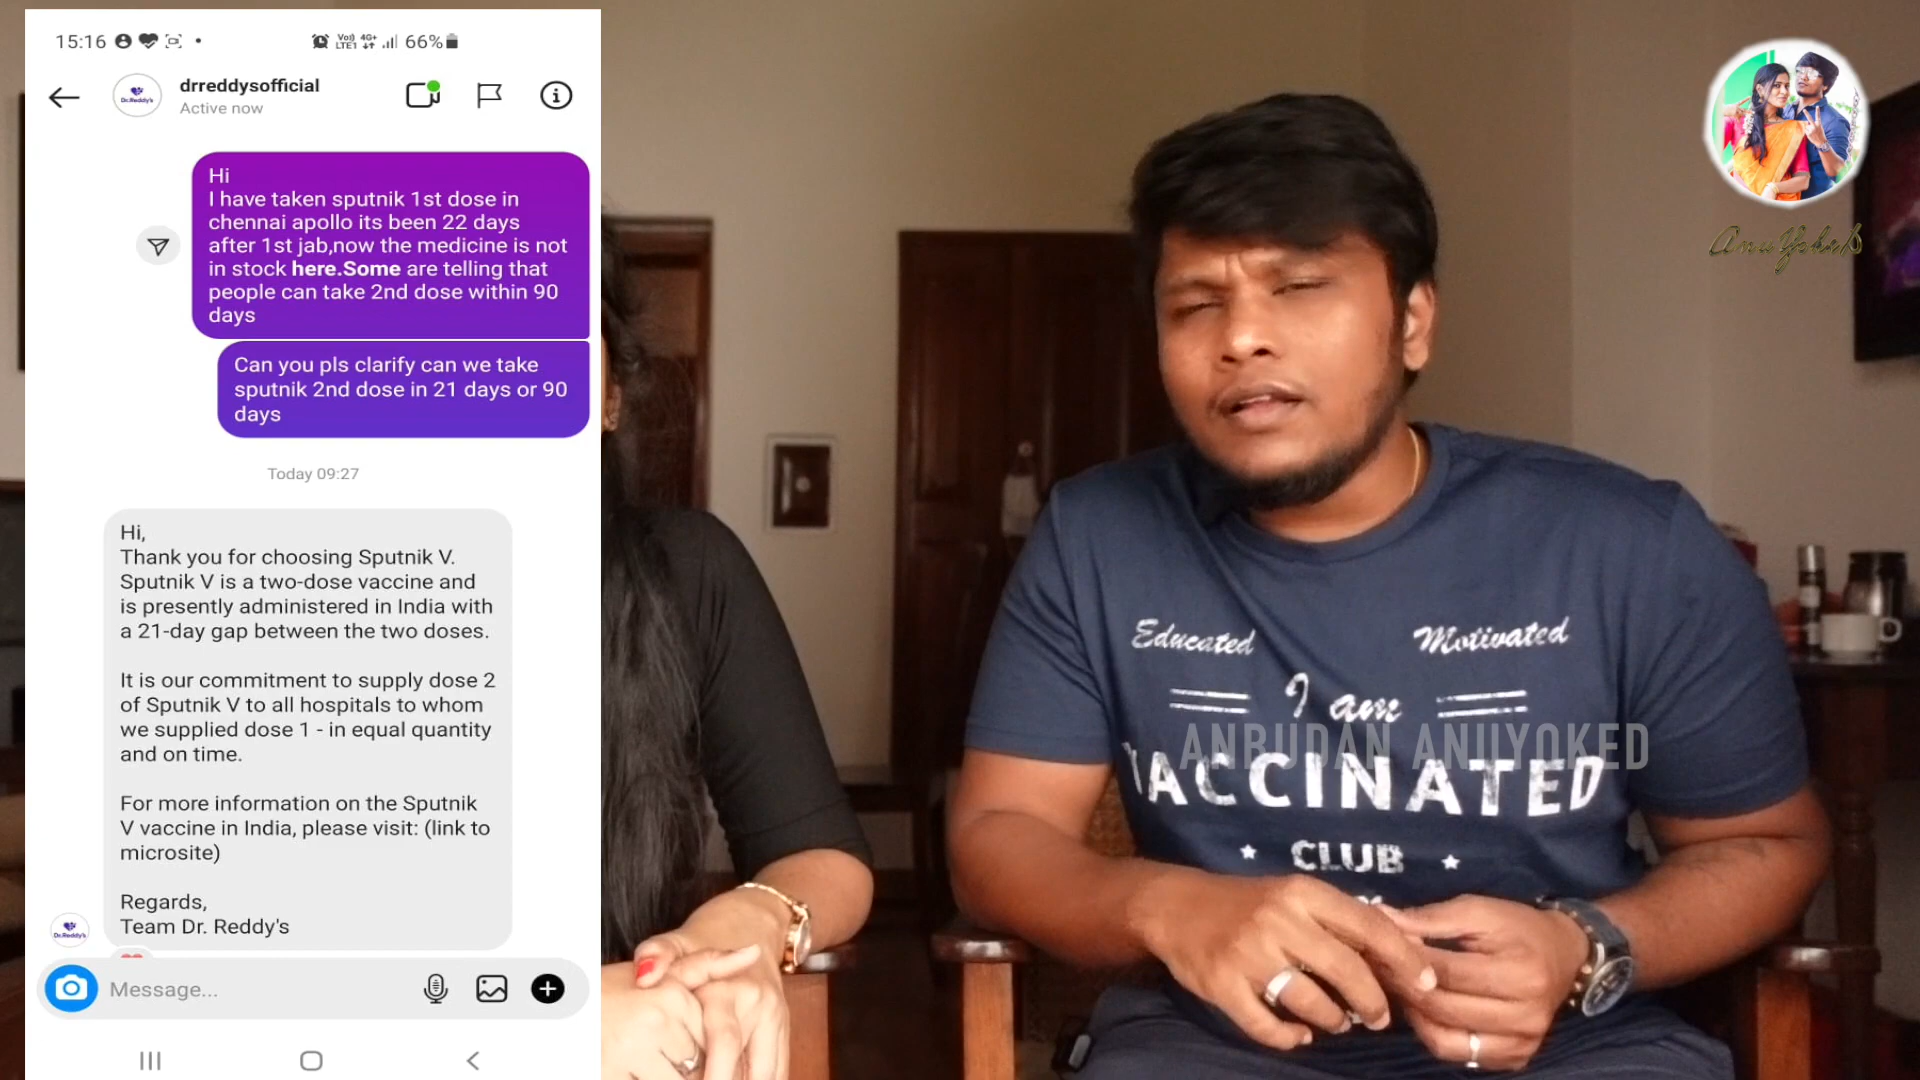 15:16
Vo))
LTE1
4G+
66%
drreddysofficial
Active now
Dr.Reddy's
Hi
I have taken sputnik 1st dose in
chennai apollo its been 22 days
after 1st jab,now the medicine is not
in stock here.Some are telling that
people can take 2nd dose within 90
days
Can you pls clarify can we take
sputnik 2nd dose in 21 days or 90
days
Today 09:27
Hi,
Thank you for choosing Sputnik V.
Sputnik V is a two-dose vaccine and
is presently administered in India with
a 21-day gap between the two doses.
It is our commitment to supply dose 2
of Sputnik V to all hospitals to whom
we supplied dose 1 - in equal quantity
and on time.
For more information on the Sputnik
V vaccine in India, please visit: (link to
microsite)
Regards,
Team Dr. Reddy's
Dr.Reddy's
Message...
Educated
Motivated
I am
VACCINATED
CLUB
ANBUDAN ANUYOKED